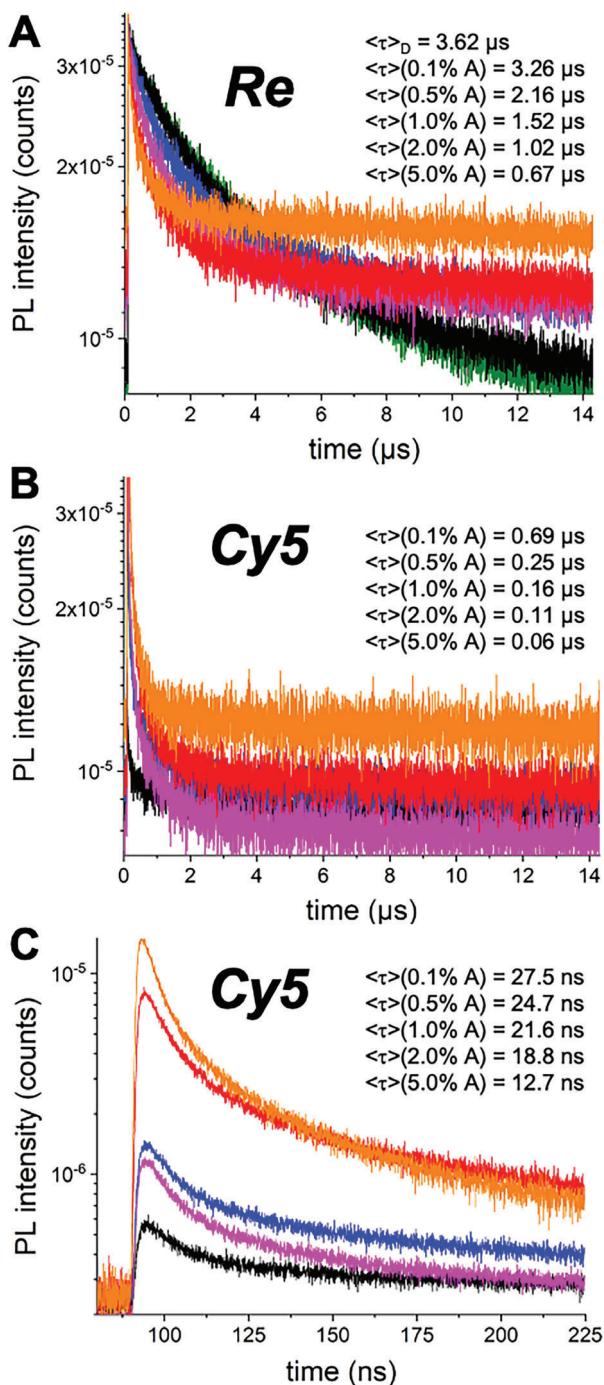 A
Re
<τ>D = 3.62 µs
<τ>(0.1% A) = 3.26 µs
<τ>(0.5% A) = 2.16 µs
<τ>(1.0% A) = 1.52 µs
<τ>(2.0% A) = 1.02 µs
<τ>(5.0% A) = 0.67 µs
PL intensity (counts)
3x10⁻⁵
2x10⁻⁵
10⁻⁵
0 2 4 6 8 10 12 14
time (µs)
B
Cy5
<τ>(0.1% A) = 0.69 µs
<τ>(0.5% A) = 0.25 µs
<τ>(1.0% A) = 0.16 µs
<τ>(2.0% A) = 0.11 µs
<τ>(5.0% A) = 0.06 µs
PL intensity (counts)
3x10⁻⁵
2x10⁻⁵
10⁻⁵
0 2 4 6 8 10 12 14
time (µs)
C
Cy5
<τ>(0.1% A) = 27.5 ns
<τ>(0.5% A) = 24.7 ns
<τ>(1.0% A) = 21.6 ns
<τ>(2.0% A) = 18.8 ns
<τ>(5.0% A) = 12.7 ns
PL intensity (counts)
10⁻⁵
10⁻⁶
100 125 150 175 200 225
time (ns)